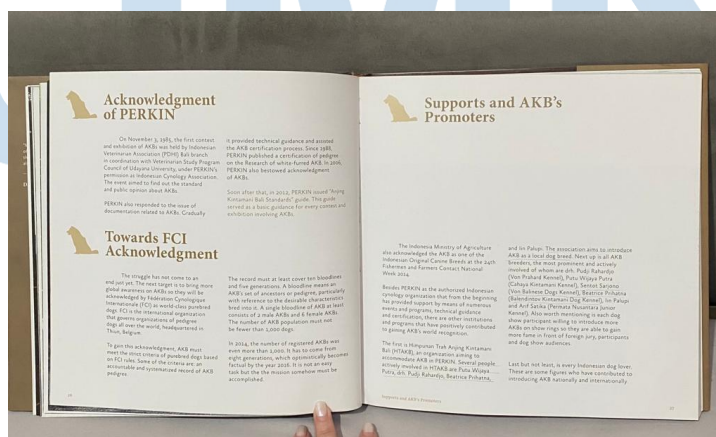 Acknowledgment
of PERKIN
On November 3, 1985, the first contest
and exhibition of AKBs was held by Indonesian
Veterinarian Association (PDHI) Bali branch
in coordination with Veterinarian Study Program
Council of Udayana University, under PERKIN's
permission as Indonesian Cynology Association.
The event aimed to find out the standard
and public opinion about AKBs.
PERKIN also responded to the issue of
documentation related to AKBs. Gradually
is provided technical guidance and assisted
the AKB certification process. Since 1988,
PERKIN published a certification of pedigree
on the Research of white-furred AKB. In 2006,
PERKIN also bestowed acknowledgment
of AKBs.
Soon after that, in 2012, PERKIN issued "Anjing
Kintamani Bali Standards" guide. This guide
served as a basic guidance for every contest and
exhibition involving AKBs.
Towards FCI
Acknowledgment
The struggle has not come to an
end just yet. The next target is to bring more
global awareness on AKBs so they will be
acknowledged by Fédération Cynologique
Internationale (FCI) as world-class purebred
dogs. FCI is the international organization
that governs organizations of pedigree
dogs all over the world, headquartered in
Thuin, Belgium.
To gain this acknowledgment, AKB must
meet the strict criteria of purebred dogs based
on FCI rules. Some of the criteria are: an
accountable and systematized record of AKB
pedigree.
The record must at least cover ten bloodlines
and five generations. A bloodline means an
AKB's set of ancestors or pedigree, particularly
with reference to the desirable characteristics
bred into it. A single bloodline of AKB at least
consists of 2 male AKBs and 6 female AKBs.
The number of AKB population must not
be fewer than 2,000 dogs.
In 2014, the number of registered AKBs was
even more than 2,000. It has to come from
eight generations, which optimistically becomes
factual by the year 2016. It is not an easy
task but the the mission somehow must be
accomplished.
Supports and AKB's
Promoters
The Indonesia Ministry of Agriculture
also acknowledged the AKB as one of the
Indonesian Original Canine Breeds at the 14th
Fishermen and Farmers Contact National
Week 2014.
Besides PERKIN as the authorized Indonesian
cynology organization that from the beginning
has provided support by means of numerous
events and programs, technical guidance
and certification, there are other institutions
and programs that have positively contributed
to gaining AKB's world recognition.
The first is Himpunan Trah Anjing Kintamani
Bali (HTAKB), an organization aiming to
accommodate AKB in PERKIN. Several people
actively involved in HTAKB are Putu Wijaya
Putra, drh. Pudji Rahardjo, Beatrice Prihatna,
and Iin Palupi. The association aims to introduce
AKB as a local dog breed. Next up is all AKB
breeders, the most prominent and actively
involved of whom are drh. Pudji Rahardjo
(Von Prahard Kennel), Putu Wijaya Putra
(Cahaya Kintamani Kennel), Sentot Sarjono
(Von Balinese Dogs Kennel), Beatrice Prihatna
(Balendintov Kintamani Dog Kennel), Iin Palupi
and Arif Satika (Permata Nusantara Junior
Kennel). Also worth mentioning is each dog
show participant willing to introduce more
AKBs on show rings so they are able to gain
more fame in front of foreign jury, participants
and dog show audiences.
Last but not least, is every Indonesian dog lover.
These are some figures who have contributed to
introducing AKB nationally and internationally.
Supports and AKB's Promoters